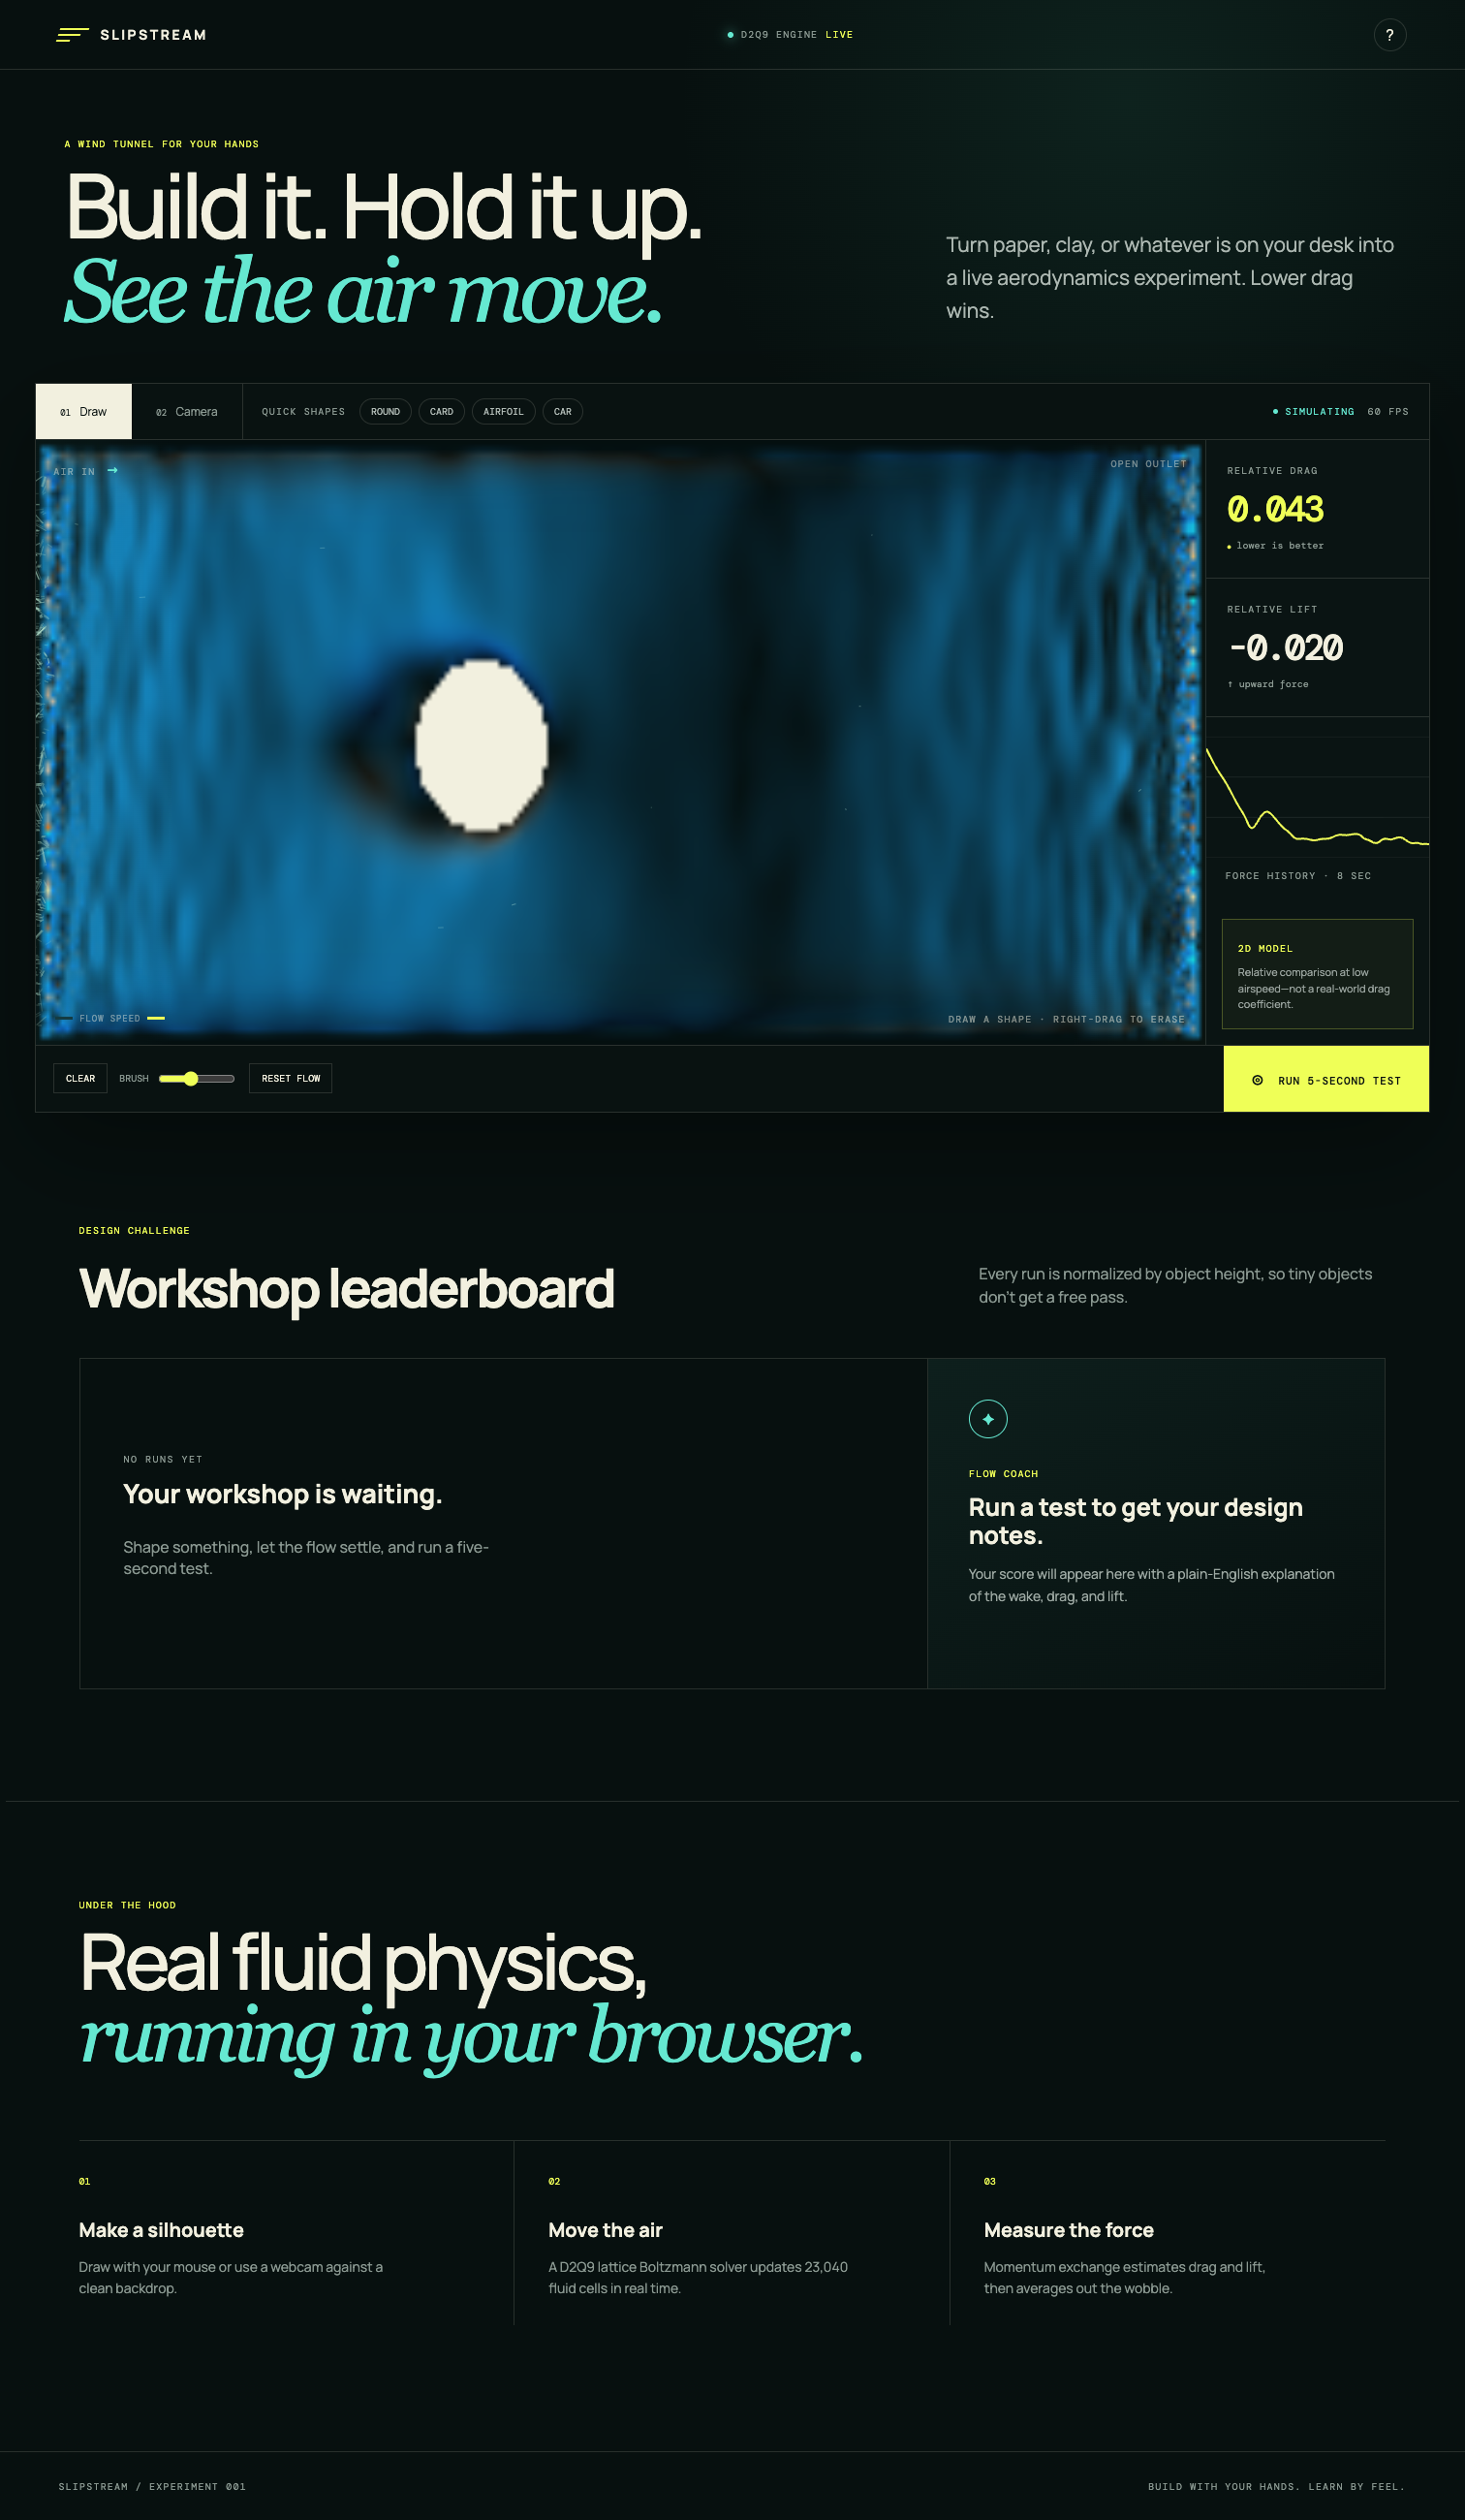 SLIPSTREAM
D2Q9 ENGINE LIVE
?
A WIND TUNNEL FOR YOUR HANDS
Build it. Hold it up.
See the air move.
Turn paper, clay, or whatever is on your desk into
a live aerodynamics experiment. Lower drag
wins.
01 Draw
02 Camera
QUICK SHAPES
ROUND
CARD
AIRFOIL
CAR
SIMULATING 60 FPS
AIR IN →
OPEN OUTLET
RELATIVE DRAG
0.043
lower is better
RELATIVE LIFT
-0.020
↑ upward force
FORCE HISTORY · 8 SEC
2D MODEL
Relative comparison at low
airspeed—not a real-world drag
coefficient.
FLOW SPEED
DRAW A SHAPE · RIGHT-DRAG TO ERASE
CLEAR
BRUSH
RESET FLOW
◎ RUN 5-SECOND TEST
DESIGN CHALLENGE
Workshop leaderboard
Every run is normalized by object height, so tiny objects
don't get a free pass.
NO RUNS YET
Your workshop is waiting.
Shape something, let the flow settle, and run a five-
second test.
FLOW COACH
Run a test to get your design
notes.
Your score will appear here with a plain-English explanation
of the wake, drag, and lift.
UNDER THE HOOD
Real fluid physics,
running in your browser.
01
Make a silhouette
Draw with your mouse or use a webcam against a
clean backdrop.
02
Move the air
A D2Q9 lattice Boltzmann solver updates 23,040
fluid cells in real time.
03
Measure the force
Momentum exchange estimates drag and lift,
then averages out the wobble.
SLIPSTREAM / EXPERIMENT 001
BUILD WITH YOUR HANDS. LEARN BY FEEL.